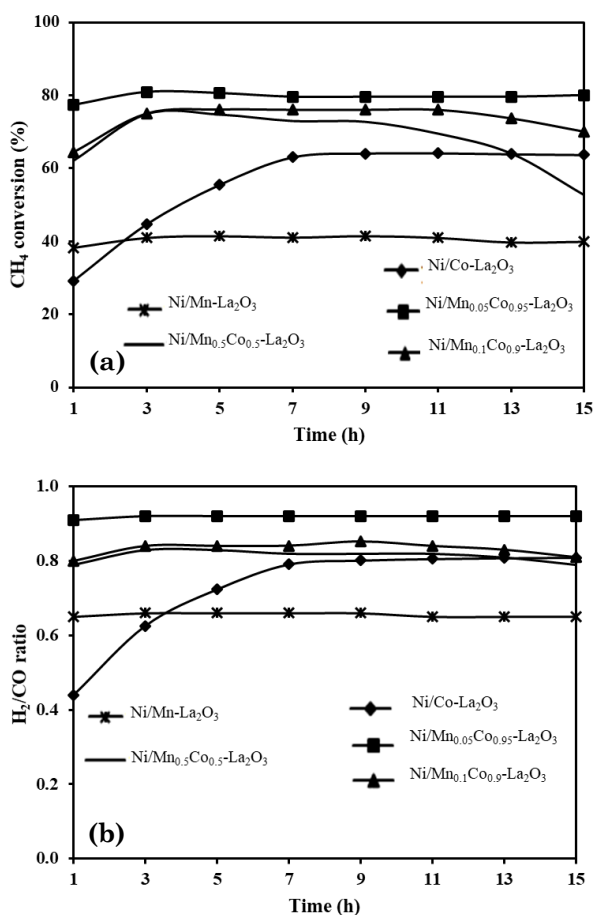 100
80
60
40
20
0
CH₄ conversion (%)
Ni/Co-La₂O₃
Ni/Mn-La₂O₃
Ni/Mn₀.₀₅Co₀.₉₅-La₂O₃
Ni/Mn₀.₅Co₀.₅-La₂O₃
Ni/Mn₀.₁Co₀.₉-La₂O₃
(a)
1 3 5 7 9 11 13 15
Time (h)
1.0
0.8
0.6
0.4
0.2
0.0
H₂/CO ratio
Ni/Co-La₂O₃
Ni/Mn-La₂O₃
Ni/Mn₀.₀₅Co₀.₉₅-La₂O₃
Ni/Mn₀.₅Co₀.₅-La₂O₃
Ni/Mn₀.₁Co₀.₉-La₂O₃
(b)
1 3 5 7 9 11 13 15
Time (h)